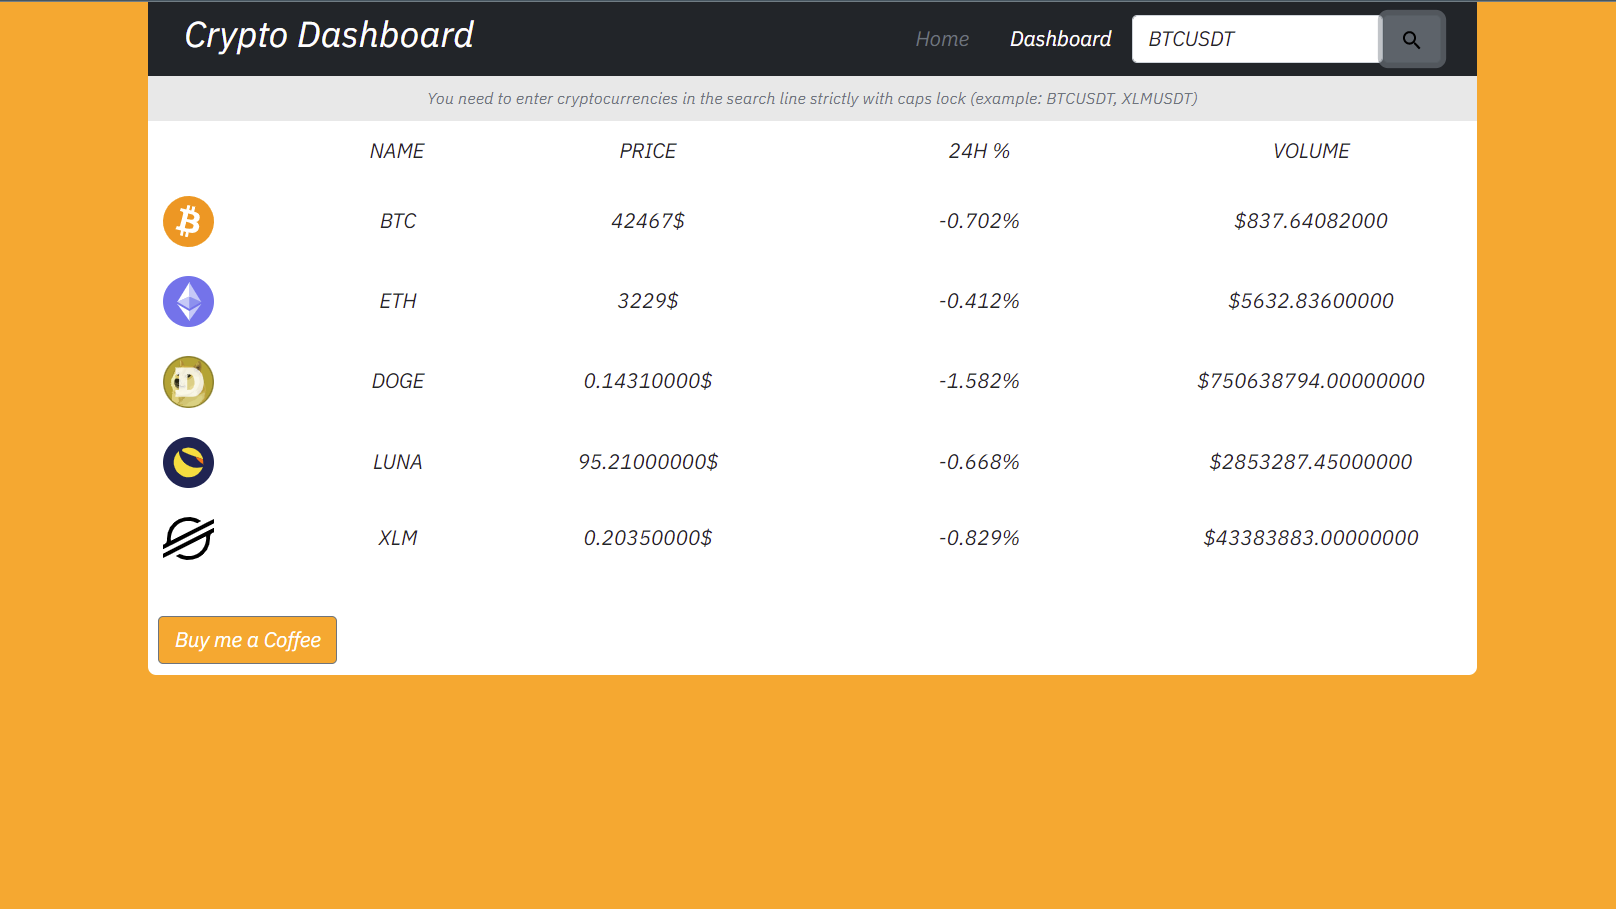 Crypto Dashboard Home Dashboard BTCUSDT
You need to enter cryptocurrencies in the search line strictly with caps lock (example: BTCUSDT, XLMUSDT)
NAME PRICE 24H % VOLUME
BTC 42467$ -0.702% $837.64082000
ETH 3229$ -0.412% $5632.83600000
DOGE 0.14310000$ -1.582% $750638794.00000000
LUNA 95.21000000$ -0.668% $2853287.45000000
XLM 0.20350000$ -0.829% $43383883.00000000
Buy me a Coffee